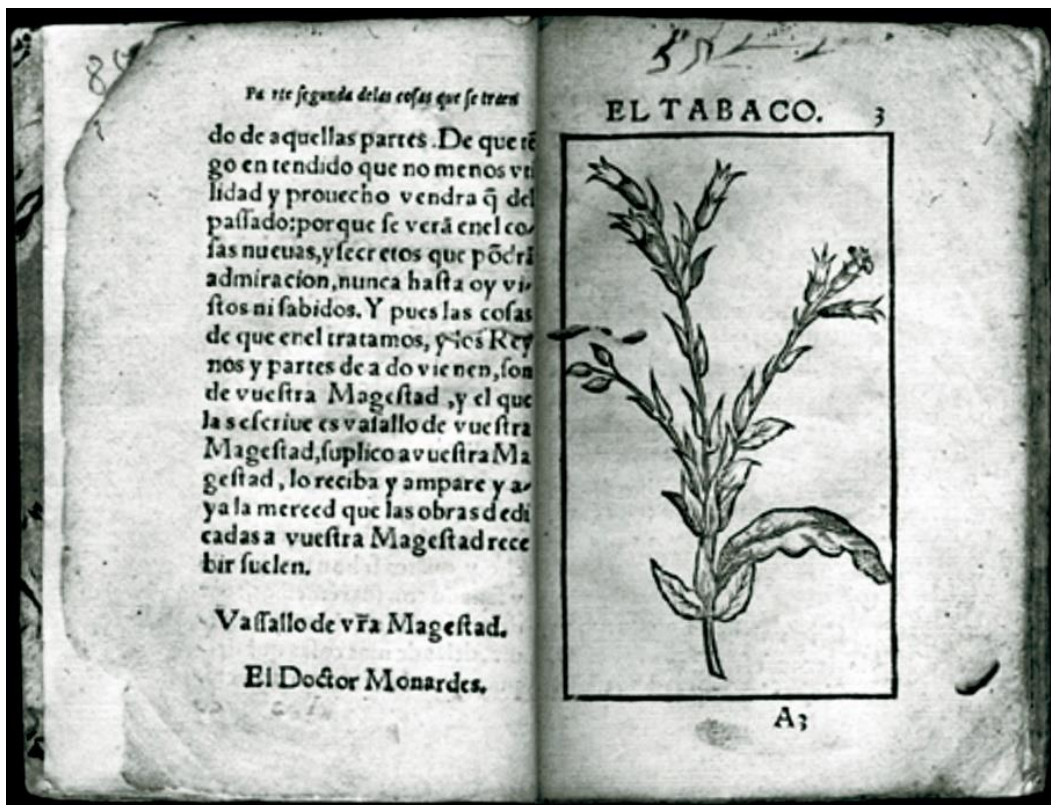 Pa rte segunda delas cosas que se traen
do de aquellas partes .De que tẽ
go en tendido que no menos vti
lidad y prouecho vendra q̃ del
passado:porque se verã enel co,
sas nueuas,y secretos que põdrã
admiracion,nunca hasta oy vi,
stos ni sabidos. Y pues las cosas
de que enel tratamos, y los Rey
nos y partes de a do vienen, son
de vuestra Magestad ,y el que
las escriue es vasallo de vuestra
Magestad,suplico a vuestra Ma
gestad , lo reciba y ampare y a,
ya la merced que las obras dedi
cadas a vuestra Magestad rece
bir suelen.
Vassallo de vr̃a Magestad.
El Doctor Monardes.
EL TABACO. 3
A3